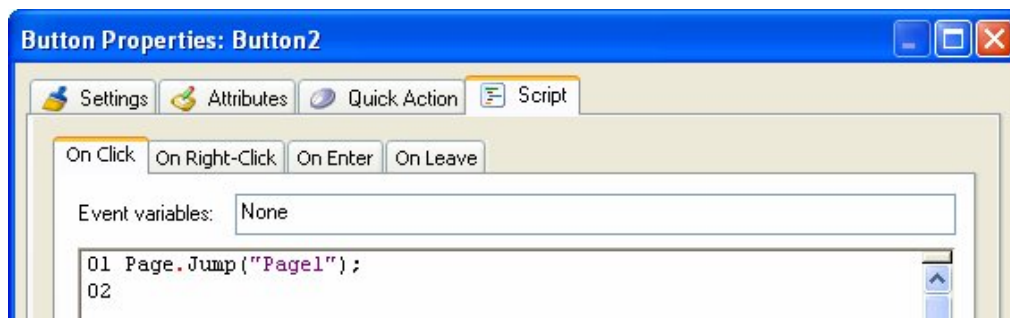 Button Properties: Button2
Settings Attributes Quick Action Script
On Click On Right-Click On Enter On Leave
Event variables: None
01 Page.Jump("Page1");
02